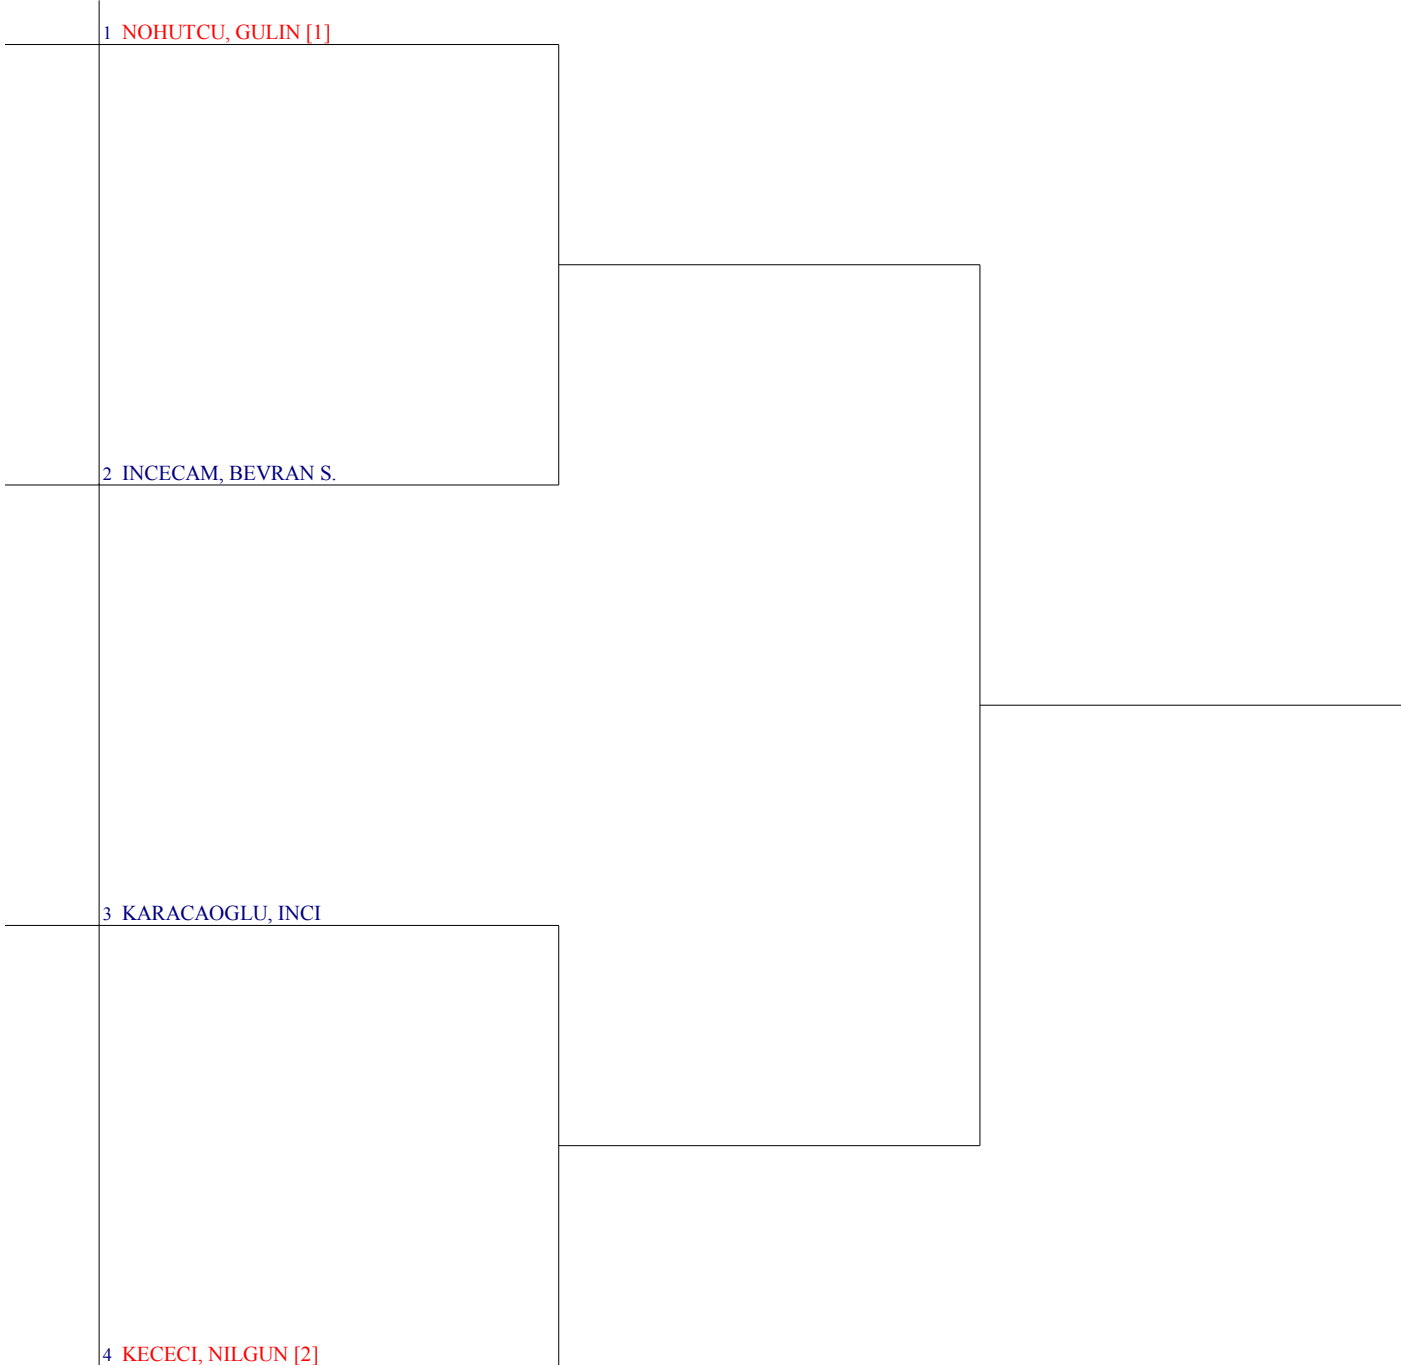 1 NOHUTCU, GULIN [1]
2 INCECAM, BEVRAN S.
3 KARACAOGLU, INCI
4 KECECI, NILGUN [2]